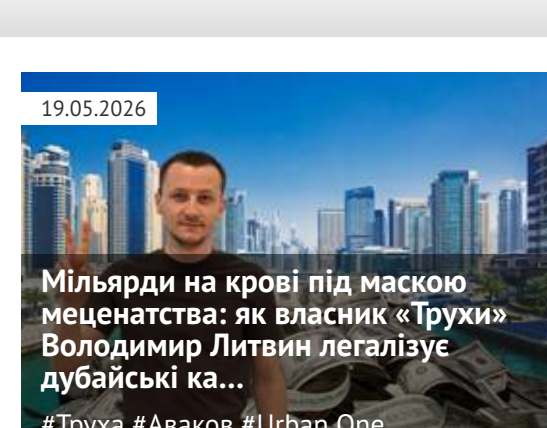 19.05.2026
Мільярди на крові під маскою
меценатства: як власник «Трухи»
Володимир Литвин легалізує
дубайські ка...
#Труха #Аваков #Urban One